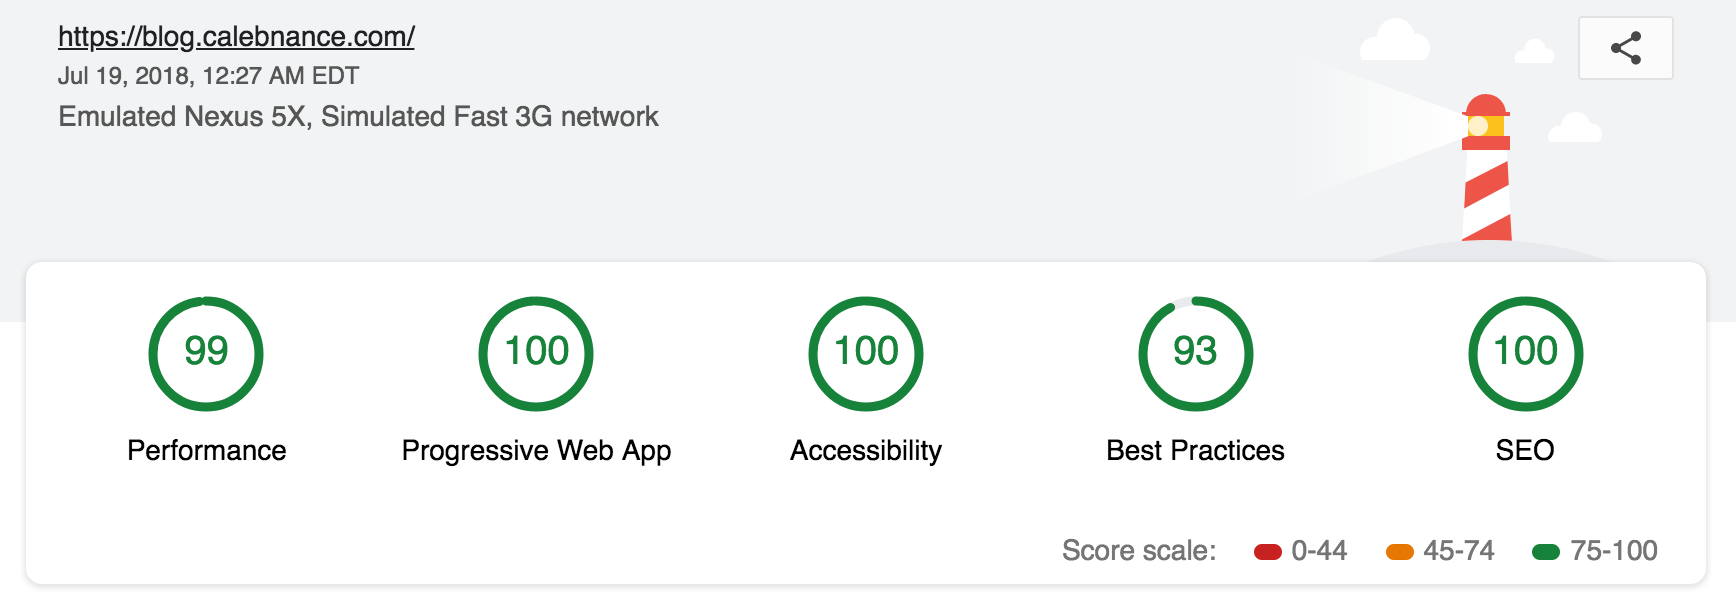 https://blog.calebnance.com/
Jul 19, 2018, 12:27 AM EDT
Emulated Nexus 5X, Simulated Fast 3G network
99 100 100 93 100
Performance Progressive Web App Accessibility Best Practices SEO
Score scale: 0-44 45-74 75-100